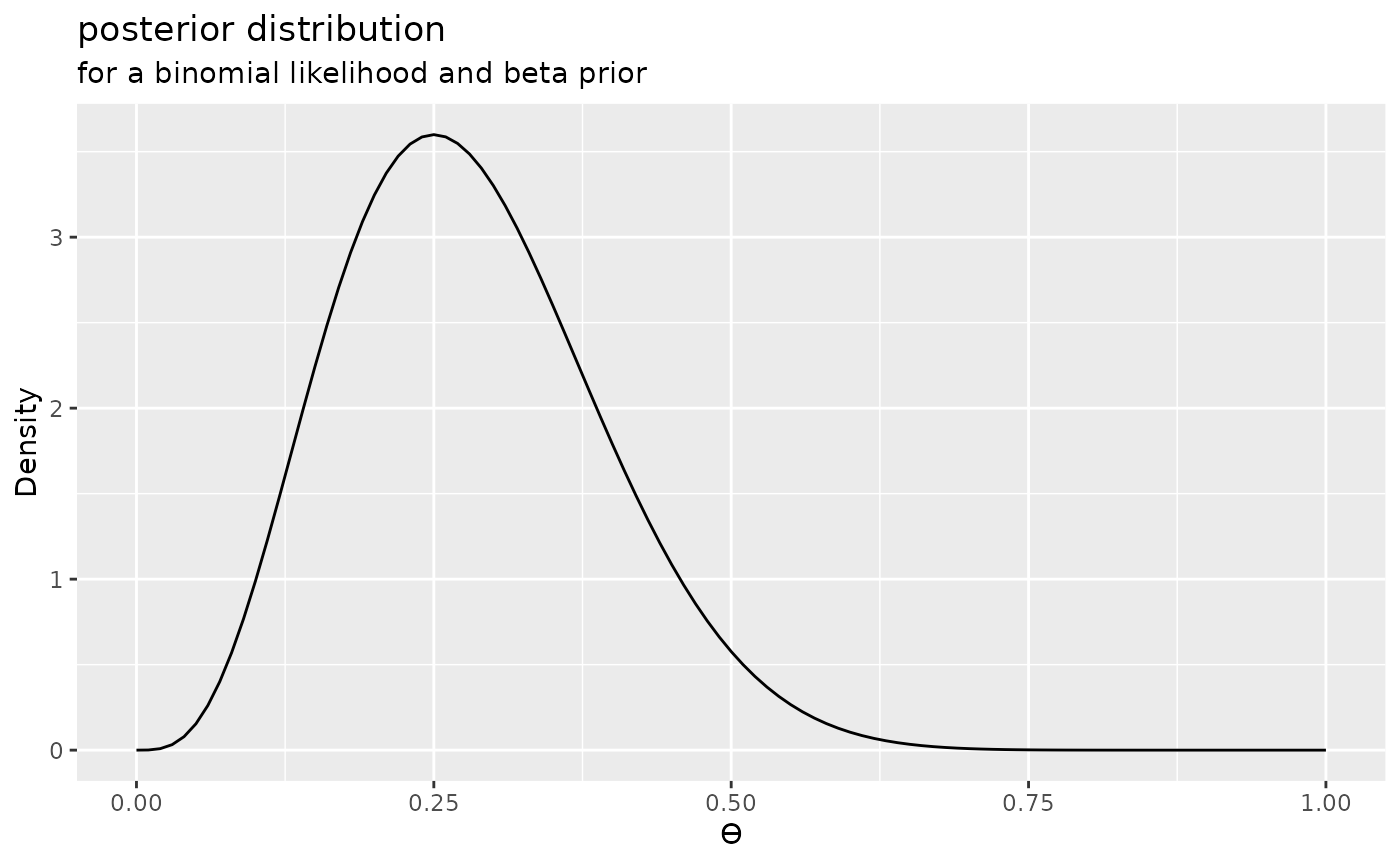 posterior distribution
for a binomial likelihood and beta prior
Density
3
2
1
0
0.00
0.25
0.50
0.75
1.00
Θ